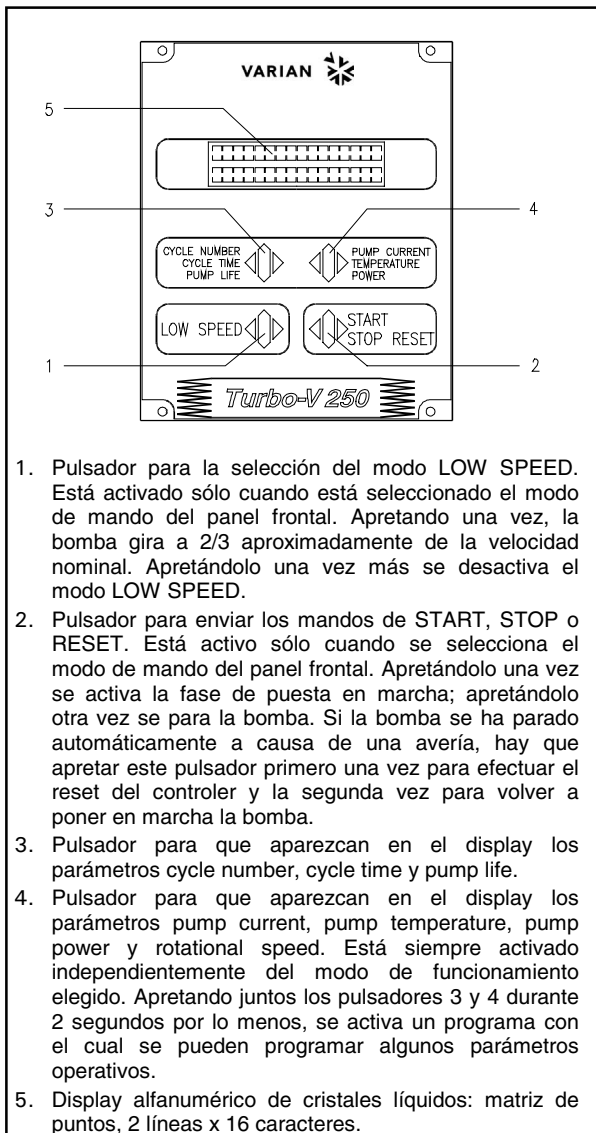 VARIAN
5
3
4
CYCLE NUMBER
CYCLE TIME
PUMP LIFE
PUMP CURRENT
TEMPERATURE
POWER
LOW SPEED
START
STOP RESET
1
2
Turbo-V 250
1. Pulsador para la selección del modo LOW SPEED.
Está activado sólo cuando está seleccionado el modo
de mando del panel frontal. Apretando una vez, la
bomba gira a 2/3 aproximadamente de la velocidad
nominal. Apretándolo una vez más se desactiva el
modo LOW SPEED.
2. Pulsador para enviar los mandos de START, STOP o
RESET. Está activo sólo cuando se selecciona el
modo de mando del panel frontal. Apretándolo una vez
se activa la fase de puesta en marcha; apretándolo
otra vez se para la bomba. Si la bomba se ha parado
automáticamente a causa de una avería, hay que
apretar este pulsador primero una vez para efectuar el
reset del controler y la segunda vez para volver a
poner en marcha la bomba.
3. Pulsador para que aparezcan en el display los
parámetros cycle number, cycle time y pump life.
4. Pulsador para que aparezcan en el display los
parámetros pump current, pump temperature, pump
power y rotational speed. Está siempre activado
independientemente del modo de funcionamiento
elegido. Apretando juntos los pulsadores 3 y 4 durante
2 segundos por lo menos, se activa un programa con
el cual se pueden programar algunos parámetros
operativos.
5. Display alfanumérico de cristales líquidos: matriz de
puntos, 2 líneas x 16 caracteres.